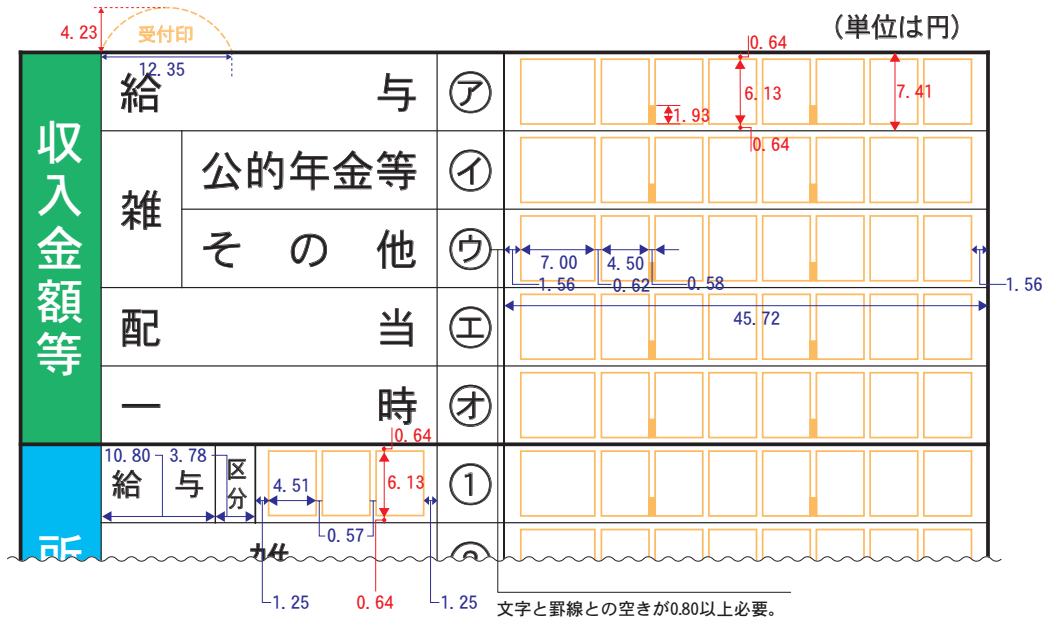 (単位は円)
4.23
受付印
12.35
0.64
収入金額等
給与
ア
6.13
7.41
1.93
0.64
雑
公的年金等
イ
その他
ウ
7.00
4.50
1.56
0.62
0.58
1.56
配当
エ
45.72
一時
オ
0.64
10.80
3.78
給与
区分
4.51
6.13
1
0.57
所
雑
1.25
0.64
1.25
文字と罫線との空きが0.80以上必要。